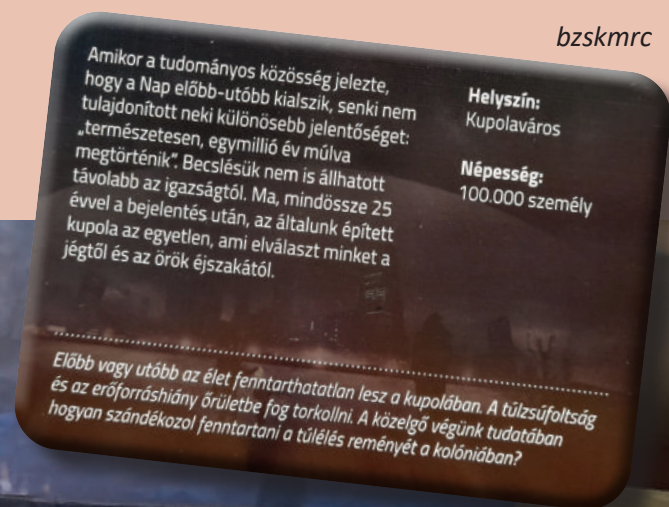 bzskmrc
Amikor a tudományos közösség jelezte,
hogy a Nap előbb-utóbb kialszik, senki nem
tulajdonított neki különösebb jelentőséget:
„természetesen, egymillió év múlva
megtörténik”. Becslésük nem is állhatott
távolabb az igazságtól. Ma, mindössze 25
évvel a bejelentés után, az általunk épített
kupola az egyetlen, ami elválaszt minket a
jégtől és az örök éjszakától.
Helyszín:
Kupolaváros
Népesség:
100.000 személy
Előbb vagy utóbb az élet fenntarthatatlan lesz a kupolában. A túlzsúfoltság
és az erőforráshiány őrületbe fog torkollni. A közelgő végünk tudatában
hogyan szándékozol fenntartani a túlélés reményét a kolóniában?